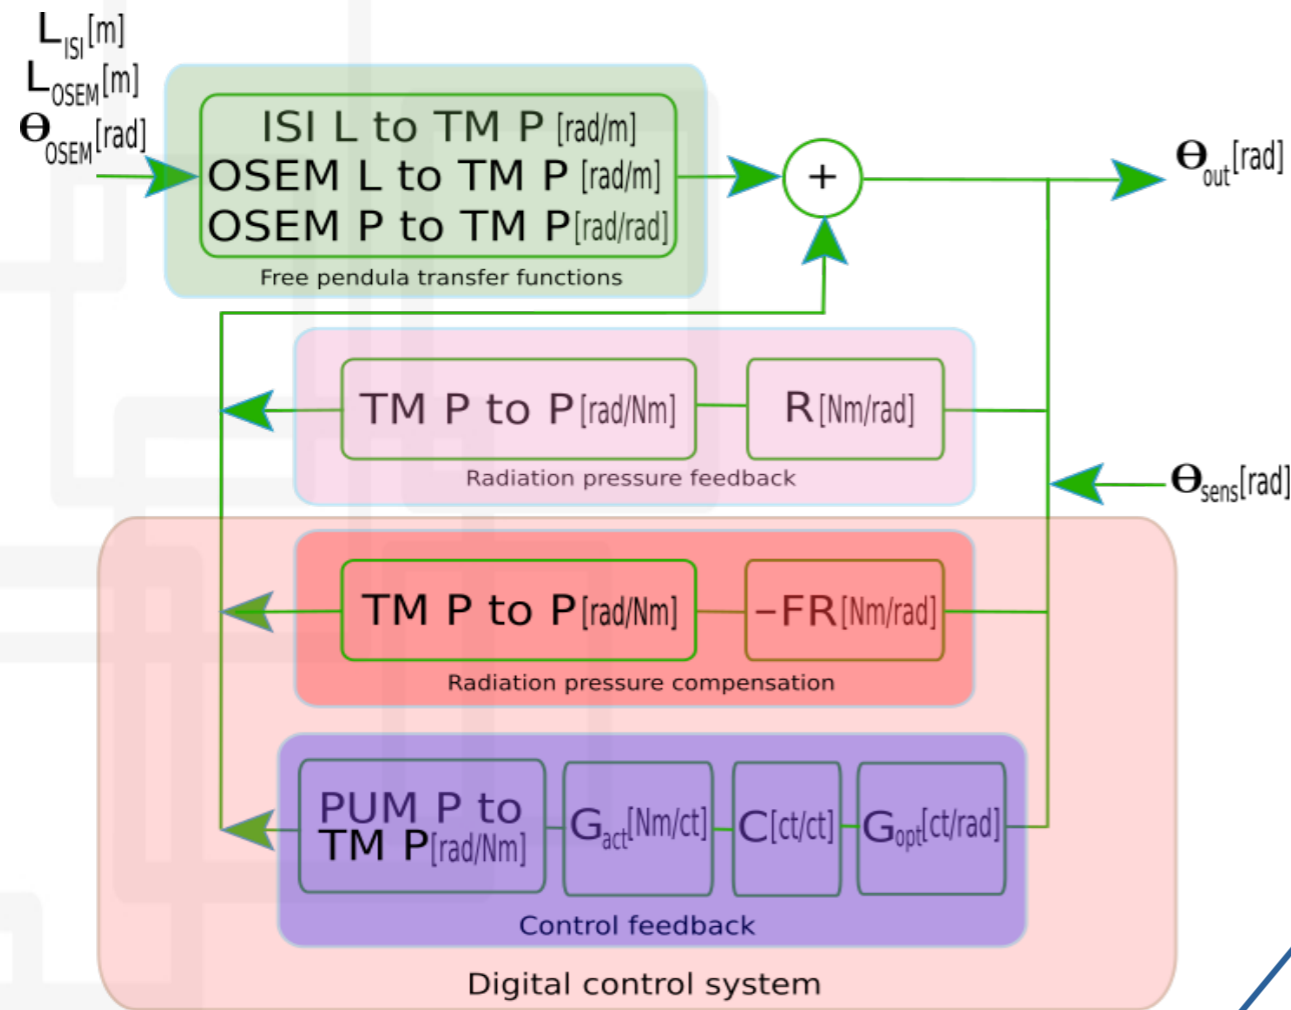 L_ISI[m]
L_OSEM[m]
Θ_OSEM[rad]
ISI L to TM P [rad/m]
OSEM L to TM P [rad/m]
OSEM P to TM P[rad/rad]
Free pendula transfer functions
+
Θ_out[rad]
TM P to P[rad/Nm]
R[Nm/rad]
Radiation pressure feedback
Θ_sens[rad]
TM P to P[rad/Nm]
–FR[Nm/rad]
Radiation pressure compensation
PUM P to
TM P[rad/Nm]
G_act[Nm/ct]
C[ct/ct]
G_opt[ct/rad]
Control feedback
Digital control system